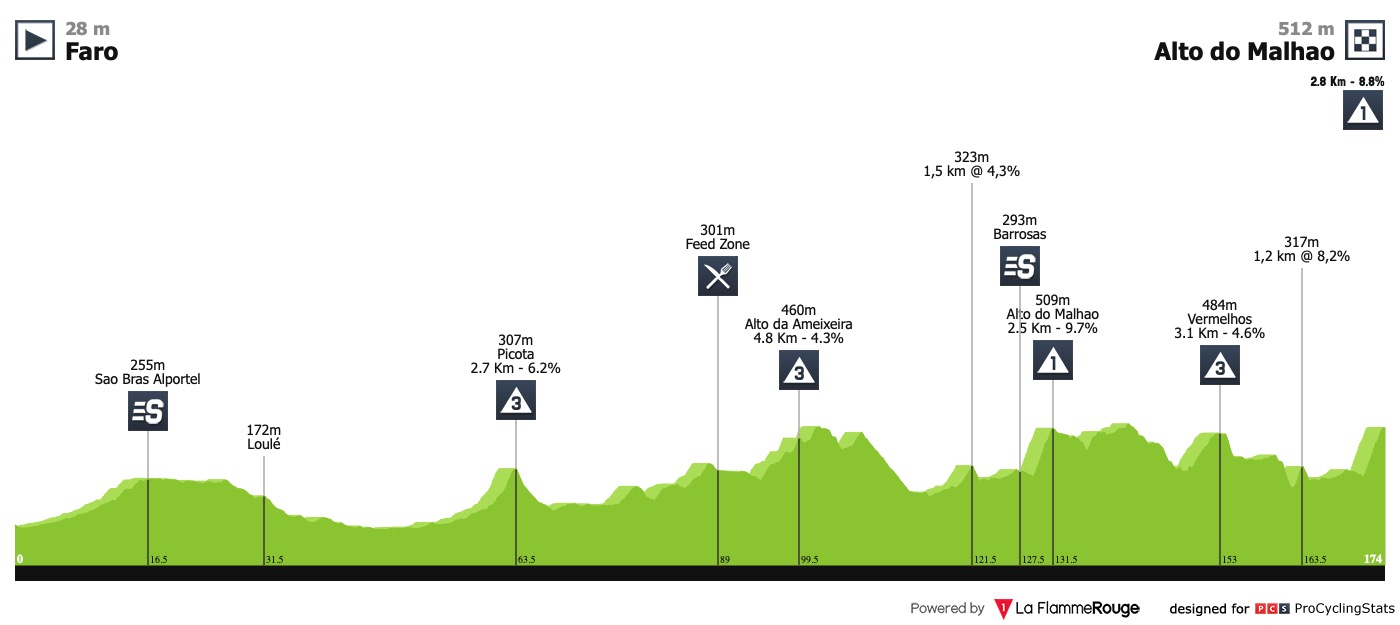 28 m
Faro
512 m
Alto do Malhao
2.8 Km - 8.8%
1
323m
1,5 km @ 4,3%
293m
Barrosas
S
301m
Feed Zone
317m
1,2 km @ 8,2%
509m
Alto do Malhao
2.5 Km - 9.7%
1
460m
Alto da Ameixeira
4.8 Km - 4.3%
3
484m
Vermelhos
3.1 Km - 4.6%
3
307m
Picota
2.7 Km - 6.2%
3
255m
Sao Bras Alportel
S
172m
Loulé
0
16.5
31.5
63.5
89
99.5
121.5
127.5
131.5
153
163.5
174
Powered by 1 La FlammeRouge designed for PCS ProCyclingStats